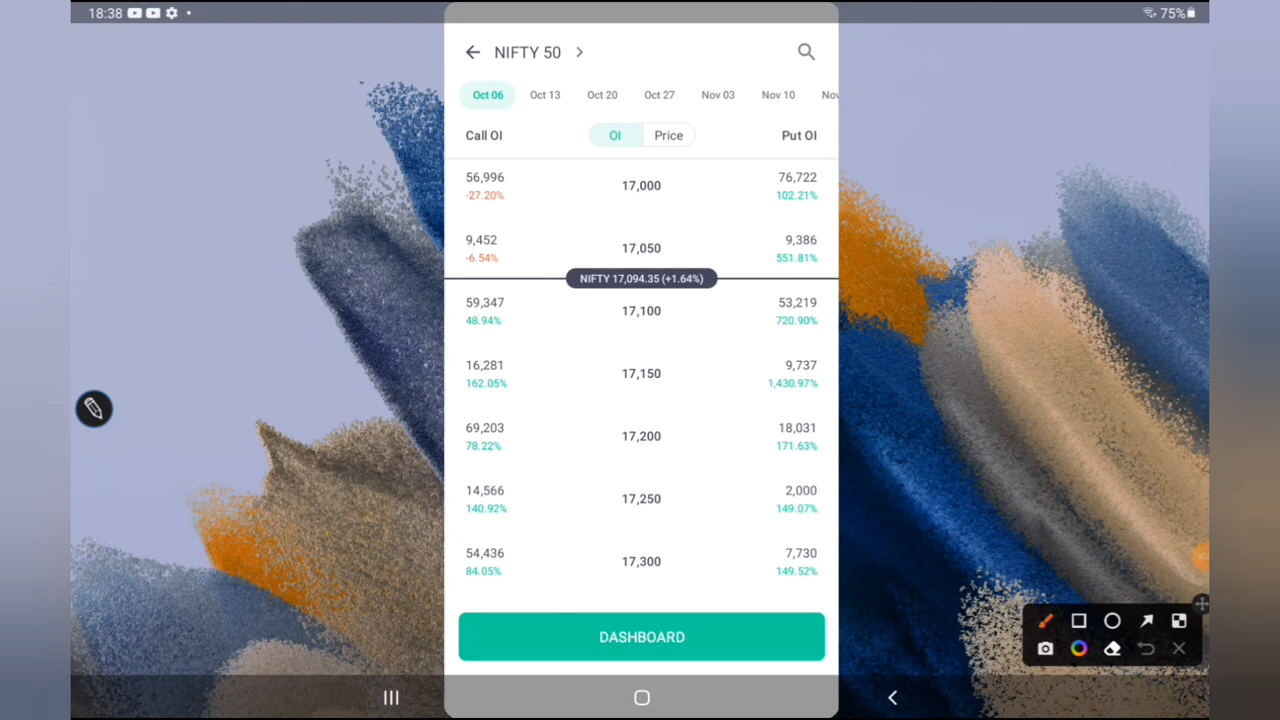 18:38
75%
NIFTY 50
Oct 06 Oct 13 Oct 20 Oct 27 Nov 03 Nov 10 Nov
Call OI OI Price Put OI
56,996 17,000 76,722
-27.20% 102.21%
9,452 17,050 9,386
-6.54% 551.81%
NIFTY 17,094.35 (+1.64%)
59,347 17,100 53,219
48.94% 720.90%
16,281 17,150 9,737
162.05% 1,430.97%
69,203 17,200 18,031
78.22% 171.63%
14,566 17,250 2,000
140.92% 149.07%
54,436 17,300 7,730
84.05% 149.52%
DASHBOARD